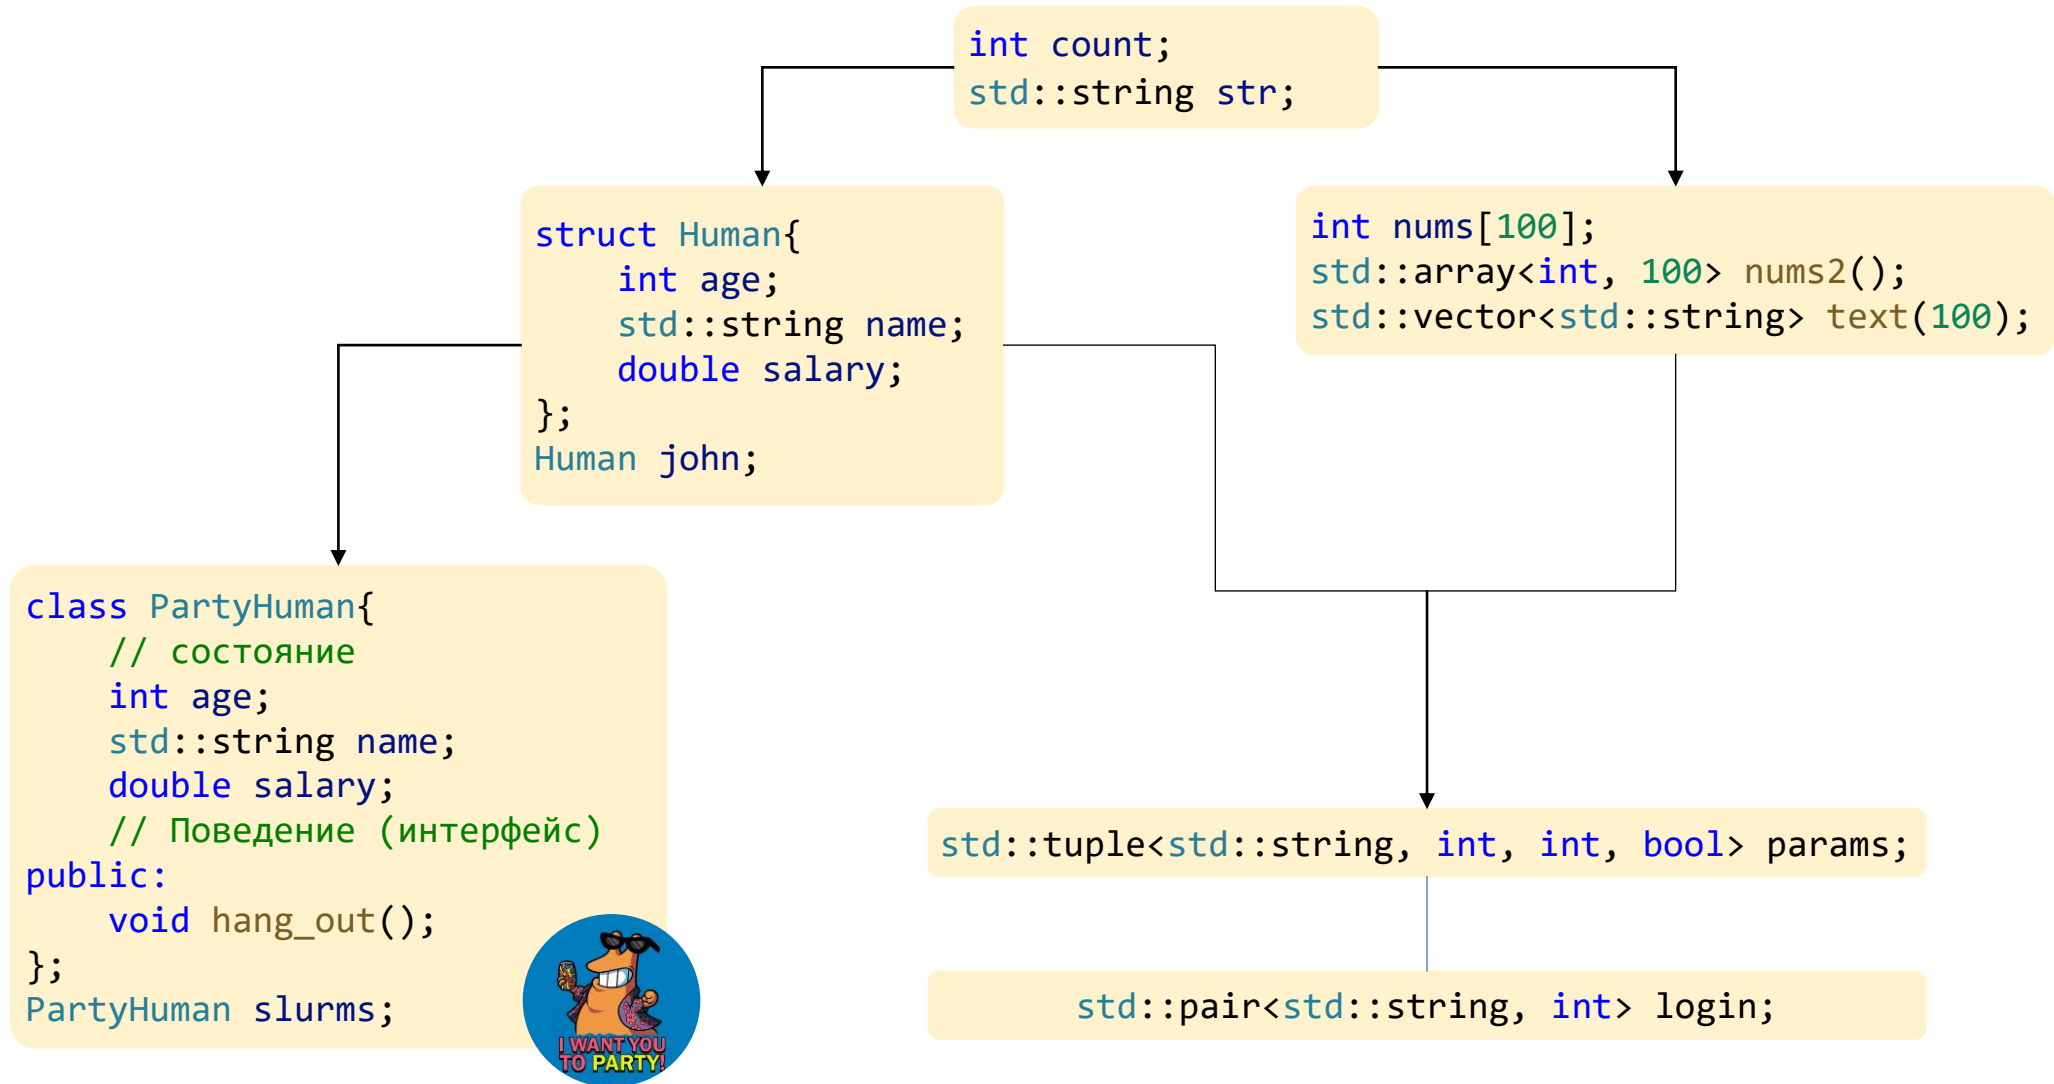 int count;
std::string str;
struct Human{
    int age;
    std::string name;
    double salary;
};
Human john;
int nums[100];
std::array<int, 100> nums2();
std::vector<std::string> text(100);
class PartyHuman{
    // состояние
    int age;
    std::string name;
    double salary;
    // Поведение (интерфейс)
public:
    void hang_out();
};
PartyHuman slurms;
I WANT YOU
TO PARTY!
std::tuple<std::string, int, int, bool> params;
std::pair<std::string, int> login;